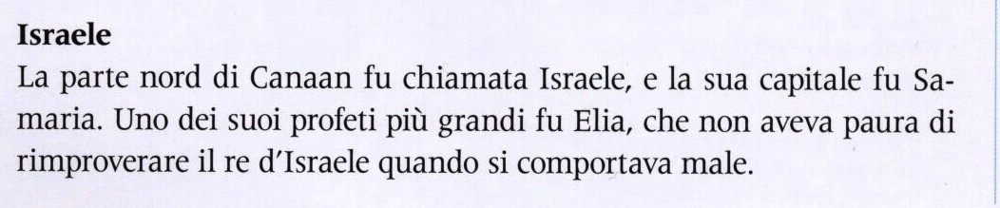 Israele
La parte nord di Canaan fu chiamata Israele, e la sua capitale fu Sa-
maria. Uno dei suoi profeti più grandi fu Elia, che non aveva paura di
rimproverare il re d’Israele quando si comportava male.